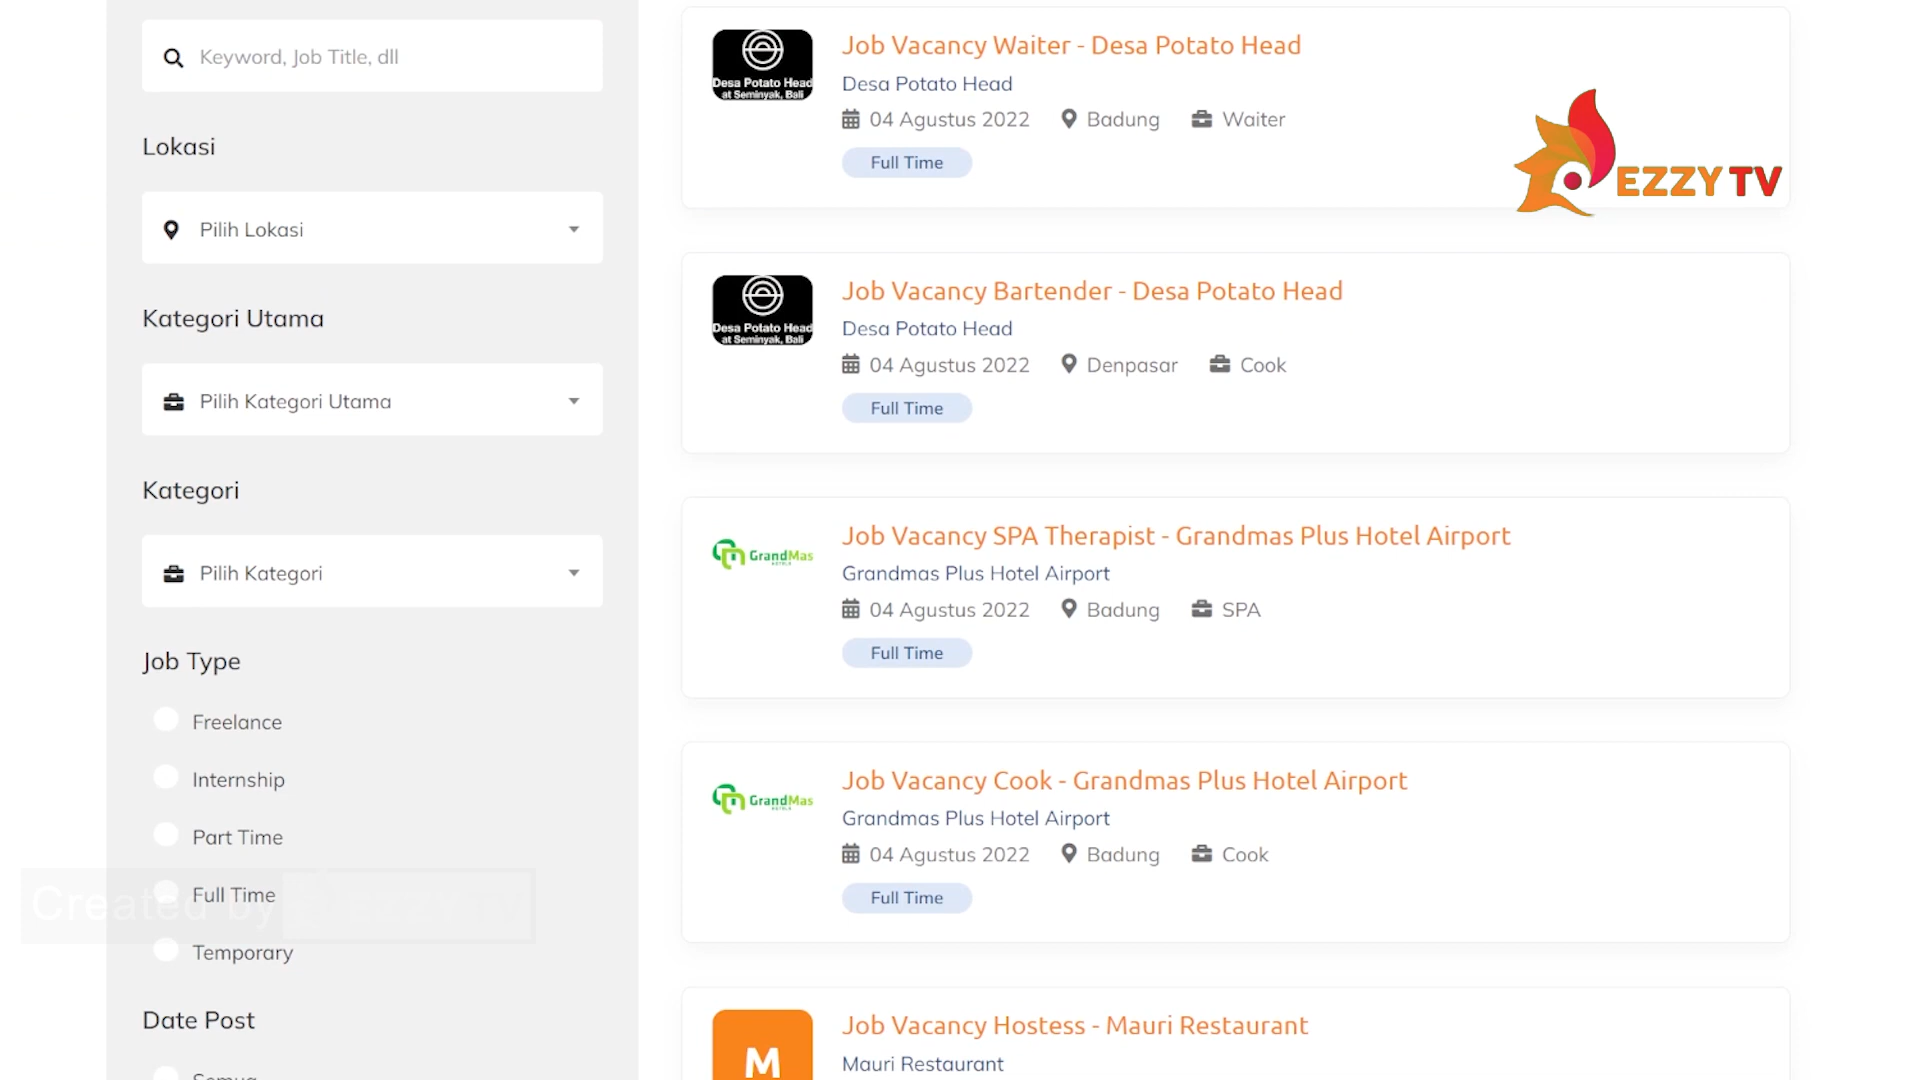 Keyword, Job Title, dll
Lokasi
Pilih Lokasi
Kategori Utama
Pilih Kategori Utama
Kategori
Pilih Kategori
Job Type
Freelance
Internship
Part Time
Full Time
Temporary
Date Post
Semua
Created by
Desa Potato Head
at Seminyak, Bali
Job Vacancy Waiter - Desa Potato Head
Desa Potato Head
04 Agustus 2022 Badung Waiter
Full Time
EZZY TV
Desa Potato Head
at Seminyak, Bali
Job Vacancy Bartender - Desa Potato Head
Desa Potato Head
04 Agustus 2022 Denpasar Cook
Full Time
GrandMas
HOTELS
Job Vacancy SPA Therapist - Grandmas Plus Hotel Airport
Grandmas Plus Hotel Airport
04 Agustus 2022 Badung SPA
Full Time
GrandMas
HOTELS
Job Vacancy Cook - Grandmas Plus Hotel Airport
Grandmas Plus Hotel Airport
04 Agustus 2022 Badung Cook
Full Time
M
Job Vacancy Hostess - Mauri Restaurant
Mauri Restaurant